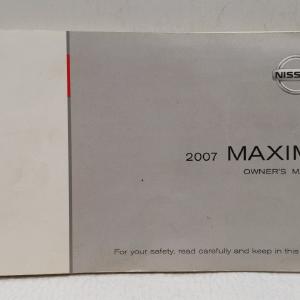 NISS
2007 MAXIM
OWNER'S M
For your safety, read carefully and keep in this